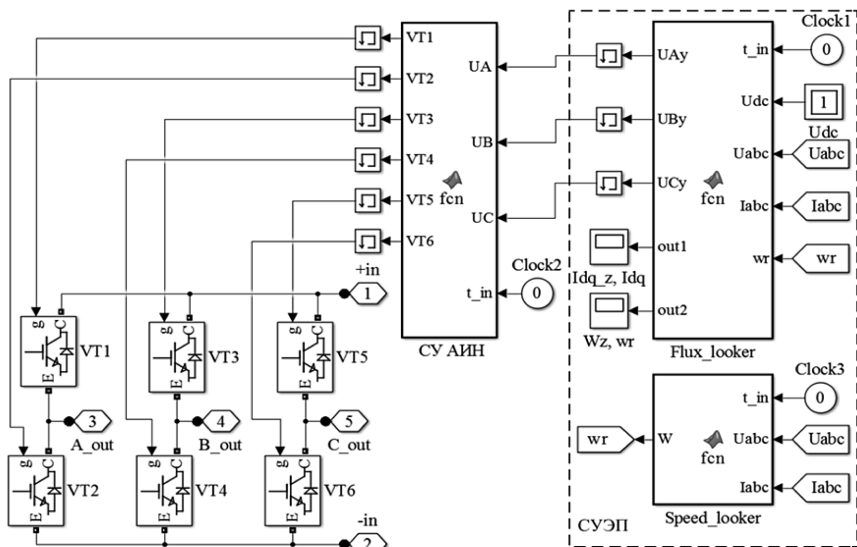 VT1
VT2
VT3
VT4
VT5
VT6
UA
UB
UC
t_in
fcn
СУ АИН
Clock2
0
UAy
UBy
UCy
out1
out2
t_in
Udc
Uabc
Iabc
wr
fcn
Flux_looker
Clock1
0
1
Udc
Uabc
Iabc
wr
Idq_z, Idq
Wz, wr
+in
1
g
C
E
VT1
g
C
E
VT3
g
C
E
VT5
3
A_out
4
B_out
5
C_out
g
C
E
VT2
g
C
E
VT4
g
C
E
VT6
-in
2
wr
W
fcn
t_in
Uabc
Iabc
Speed_looker
Clock3
0
Uabc
Iabc
СУЭП